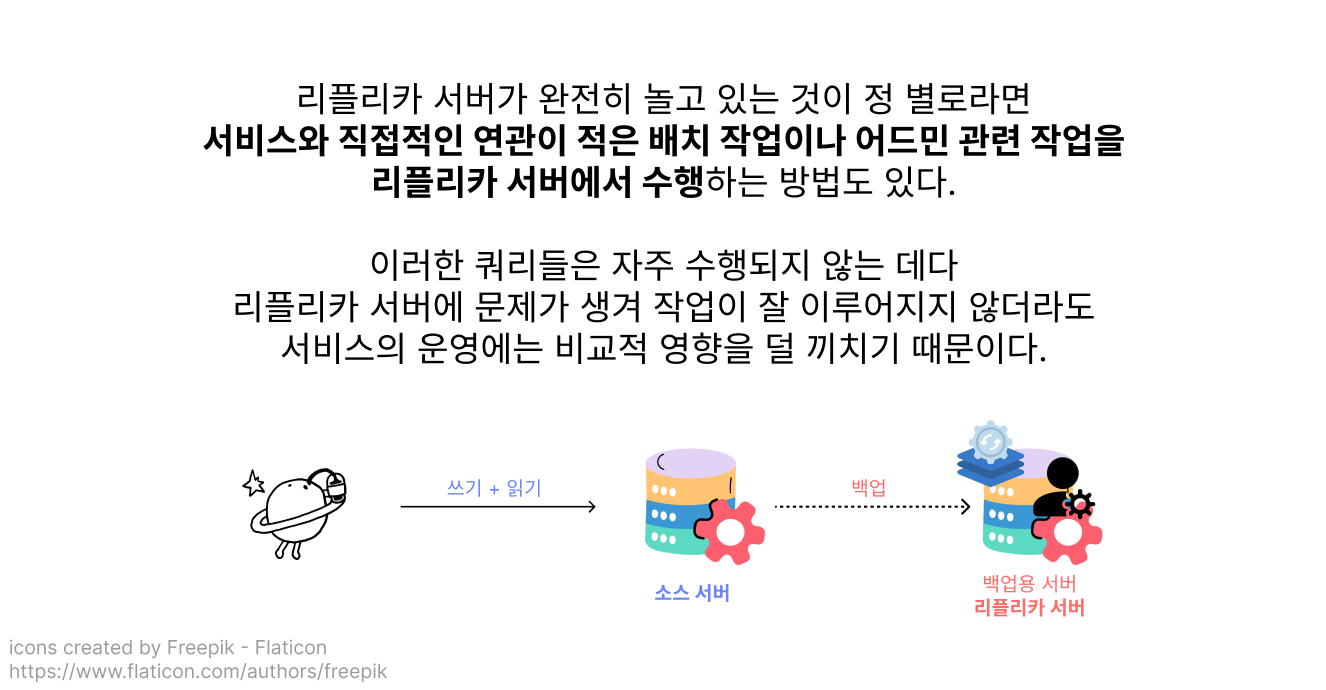 리플리카 서버가 완전히 놀고 있는 것이 정 별로라면
서비스와 직접적인 연관이 적은 배치 작업이나 어드민 관련 작업을
리플리카 서버에서 수행하는 방법도 있다.
이러한 쿼리들은 자주 수행되지 않는 데다
리플리카 서버에 문제가 생겨 작업이 잘 이루어지지 않더라도
서비스의 운영에는 비교적 영향을 덜 끼치기 때문이다.
쓰기 + 읽기
백업
소스 서버
백업용 서버
리플리카 서버
icons created by Freepik - Flaticon
https://www.flaticon.com/authors/freepik